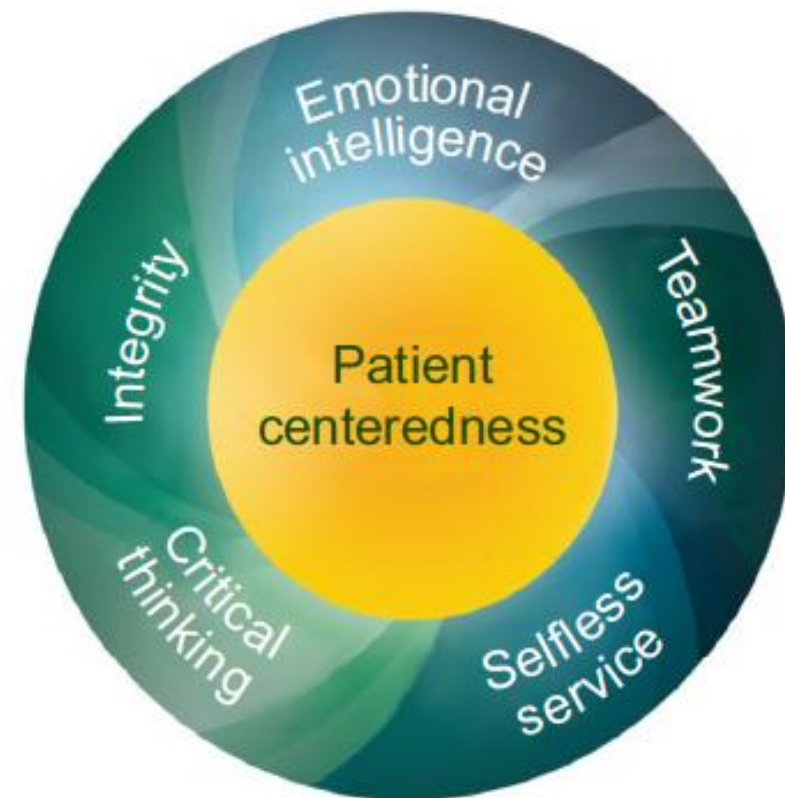 Emotional
intelligence
Teamwork
Selfless
service
Critical
thinking
Integrity
Patient
centeredness